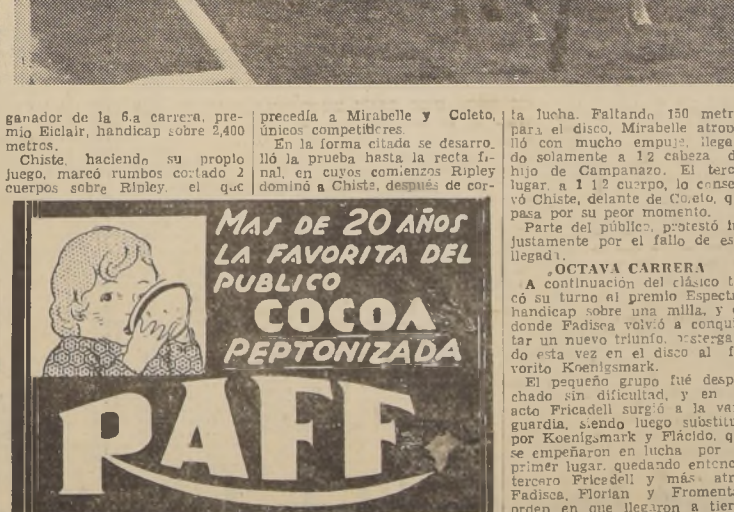 ganador de la 6.a carrera, pre-
mio Eiclair, handicap sobre 2,400
metros.
Chiste, haciendo su propio
juego, marcó rumbos cortado 2
cuerpos sobre Ripley, el que
precedía a Mirabelle y Coleto,
únicos competidores.
En la forma citada se desarro-
lló la prueba hasta la recta fi-
nal, en cuyos comienzos Ripley
dominó a Chiste, después de cor-
MAS DE 20 AÑOS
LA FAVORITA DEL
PUBLICO
COCOA
PEPTONIZADA
PAFF
ta lucha. Faltando 150 metr
para el disco, Mirabelle atrop
lló con mucho empuje, llega
do solamente a 12 cabeza d
hijo de Campanazo. El terc
lugar, a 1 12 cuerpo, lo conse
vó Chiste, delante de Coleto, q
pasa por su peor momento.
Parte del público, protestó in
justamente por el fallo de es
llegada.
OCTAVA CARRERA
A continuación del clásico t
có su turno al premio Espect
handicap sobre una milla, y
donde Fadisca volvió a conqui
tar un nuevo triunfo, posterga
do esta vez en el disco al f
vorito Koenigsmark.
El pequeño grupo fué desp
chado sin dificultad, y en
acto Fricadell surgió a la va
guardia, siendo luego substitu
por Koenigsmark y Plácido, q
se empeñaron en lucha por
primer lugar, quedando entonc
tercero Fricadell y más atr
Fadisca, Florian y Froment
orden en que llegaron a tier